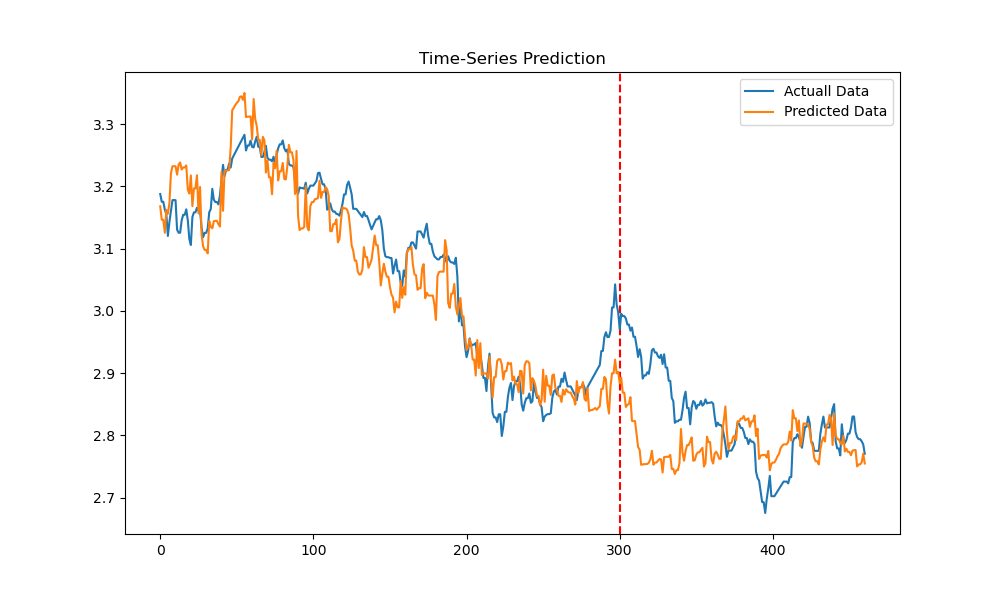 Time-Series Prediction
Actuall Data
Predicted Data
3.3
3.2
3.1
3.0
2.9
2.8
2.7
0 100 200 300 400